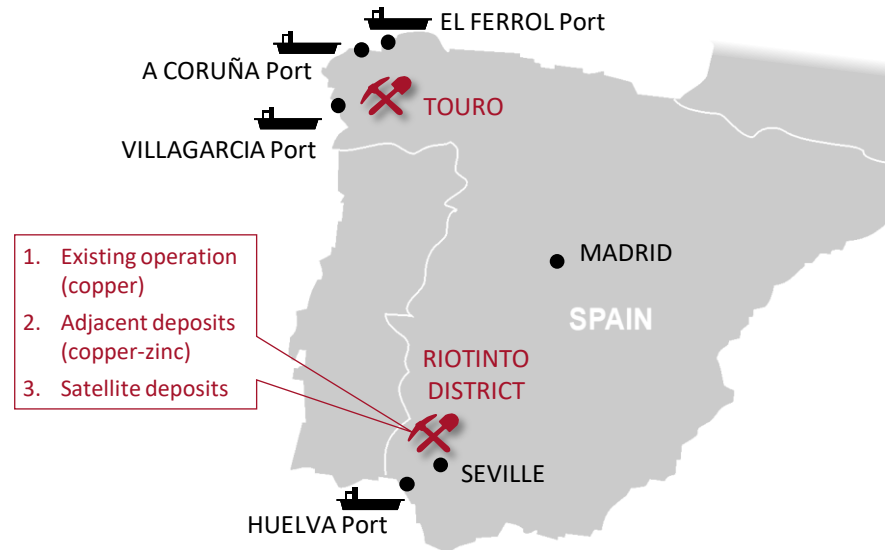 EL FERROL Port
A CORUÑA Port
TOURO
VILLAGARCIA Port
1. Existing operation
(copper)
2. Adjacent deposits
(copper-zinc)
3. Satellite deposits
MADRID
SPAIN
RIOTINTO
DISTRICT
SEVILLE
HUELVA Port